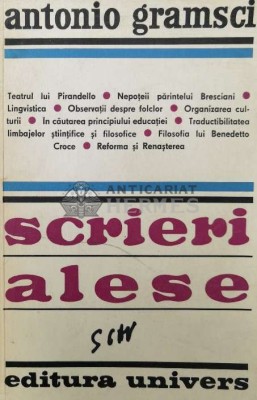 antonio gramsci
Teatrul lui Pirandello • Nepoţeii părintelui Bresciani •
Lingvistica • Observaţii despre folclor • Organizarea cul-
turii • În căutarea principiului educaţiei • Traductibilitatea
limbajelor ştiinţifice şi filosofice • Filosofia lui Benedetto
Croce • Reforma şi Renaşterea
ANTICARIAT
HERMES
scrieri
alese
editura univers